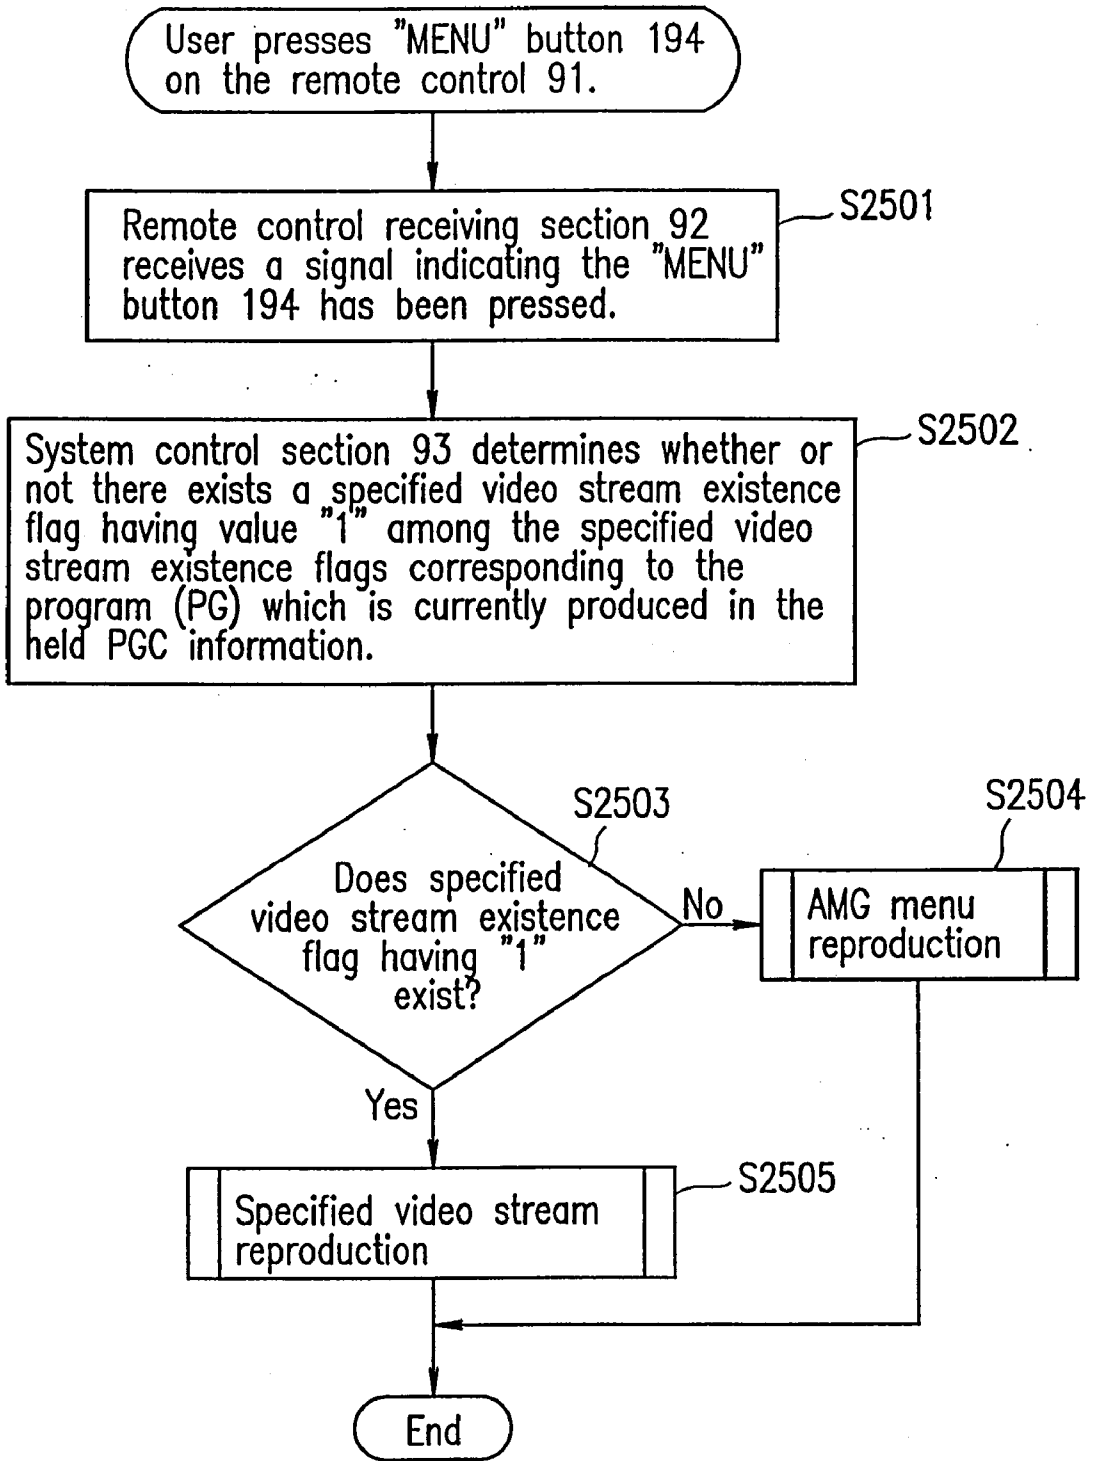 User presses "MENU" button 194
on the remote control 91.
S2501
Remote control receiving section 92
receives a signal indicating the "MENU"
button 194 has been pressed.
S2502
System control section 93 determines whether or
not there exists a specified video stream existence
flag having value "1" among the specified video
stream existence flags corresponding to the
program (PG) which is currently produced in the
held PGC information.
S2503
Does specified
video stream existence
flag having "1"
exist?
No
S2504
AMG menu
reproduction
Yes
S2505
Specified video stream
reproduction
End